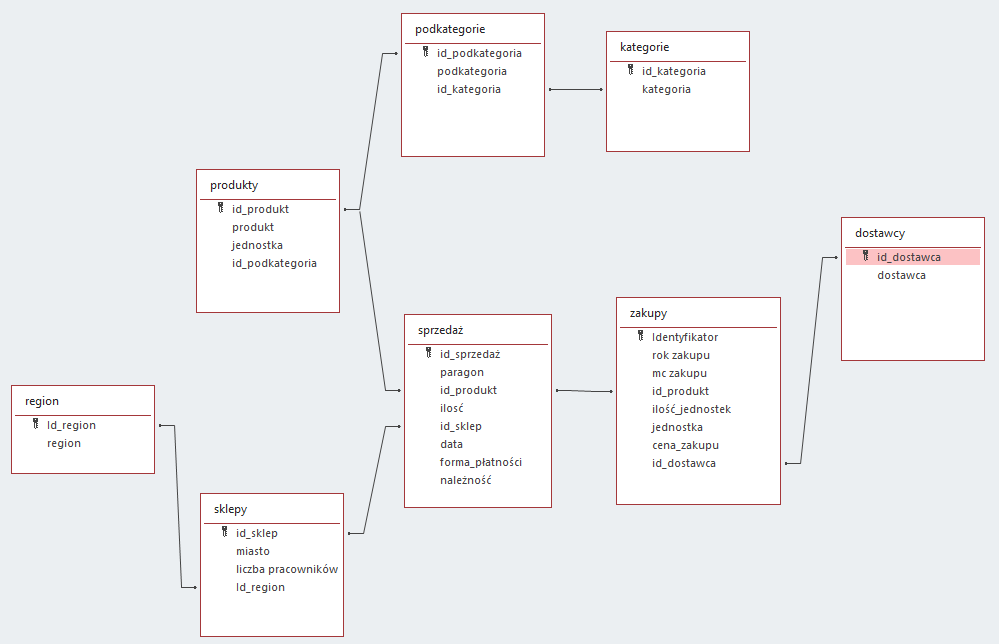 podkategorie
id_podkategoria
podkategoria
id_kategoria
kategorie
id_kategoria
kategoria
produkty
id_produkt
produkt
jednostka
id_podkategoria
dostawcy
id_dostawca
dostawca
sprzedaż
id_sprzedaż
paragon
id_produkt
ilość
id_sklep
data
forma_płatności
należność
zakupy
Identyfikator
rok zakupu
mc zakupu
id_produkt
ilość_jednostek
jednostka
cena_zakupu
id_dostawca
region
Id_region
region
sklepy
id_sklep
miasto
liczba pracowników
Id_region